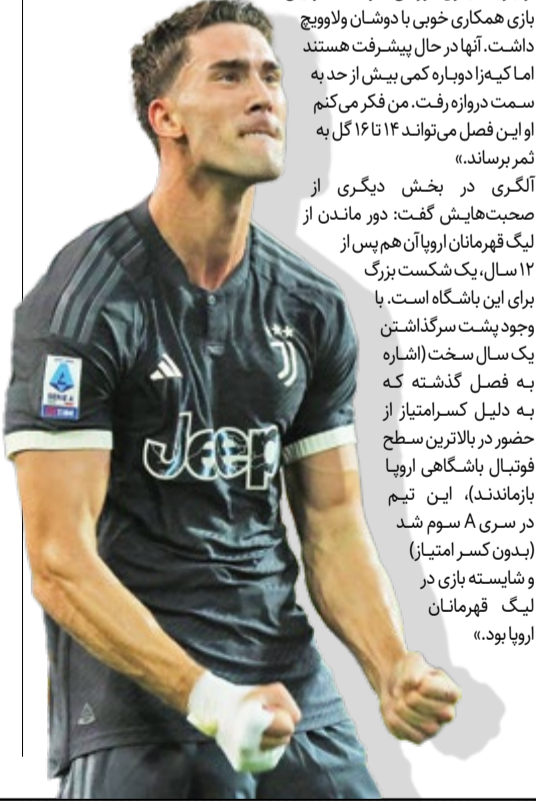 بازی همکاری خوبی با دوشان ولاوویچ
داشت. آنها در حال پیشرفت هستند
اما کیه‌زا دوباره کمی بیش از حد به
سمت دروازه رفت. من فکر می‌کنم
او این فصل می‌تواند ۱۴ تا ۱۶ گل به
ثمر برساند.»
آلگری در بخش دیگری از
صحبت‌هایش گفت: دور ماندن از
لیگ قهرمانان اروپا آن هم پس از
۱۲ سال، یک شکست بزرگ
برای این باشگاه است. با
وجود پشت سر گذاشتن
یک سال سخت (اشاره
به فصل گذشته که
به دلیل کسر امتیاز از
حضور در بالاترین سطح
فوتبال باشگاهی اروپا
بازماندند)، این تیم
در سری A سوم شد
(بدون کسر امتیاز)
و شایسته بازی در
لیگ قهرمانان
اروپا بود.»
SERIE A
TIM
Jeep